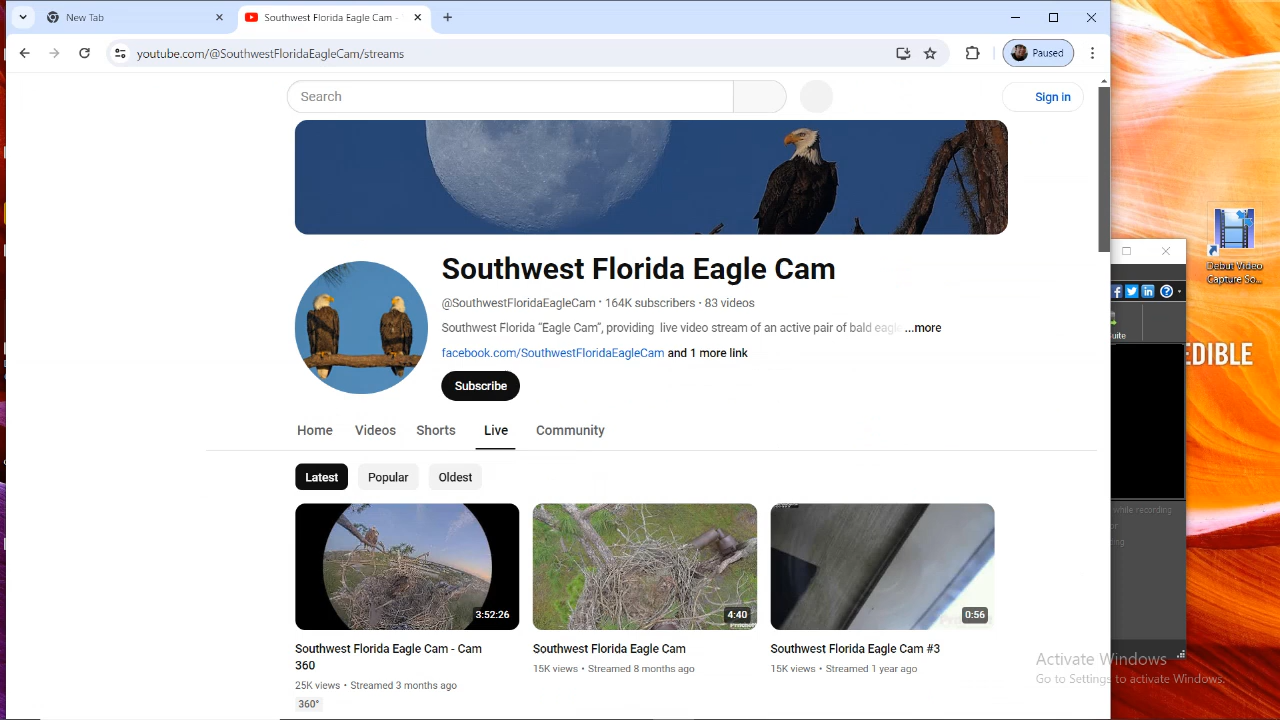 New Tab
Southwest Florida Eagle Cam -
youtube.com/@SouthwestFloridaEagleCam/streams
Paused
Search
Sign in
Southwest Florida Eagle Cam
@SouthwestFloridaEagleCam · 164K subscribers · 83 videos
Southwest Florida “Eagle Cam”, providing live video stream of an active pair of bald eagle ...more
facebook.com/SouthwestFloridaEagleCam and 1 more link
Subscribe
Home
Videos
Shorts
Live
Community
Latest
Popular
Oldest
3:52:26
4:40
0:56
Southwest Florida Eagle Cam - Cam
360
25K views • Streamed 3 months ago
360°
Southwest Florida Eagle Cam
15K views • Streamed 8 months ago
Southwest Florida Eagle Cam #3
15K views • Streamed 1 year ago
Debut Video
Capture So...
uite
EDIBLE
while recording
Activate Windows
Go to Settings to activate Windows.